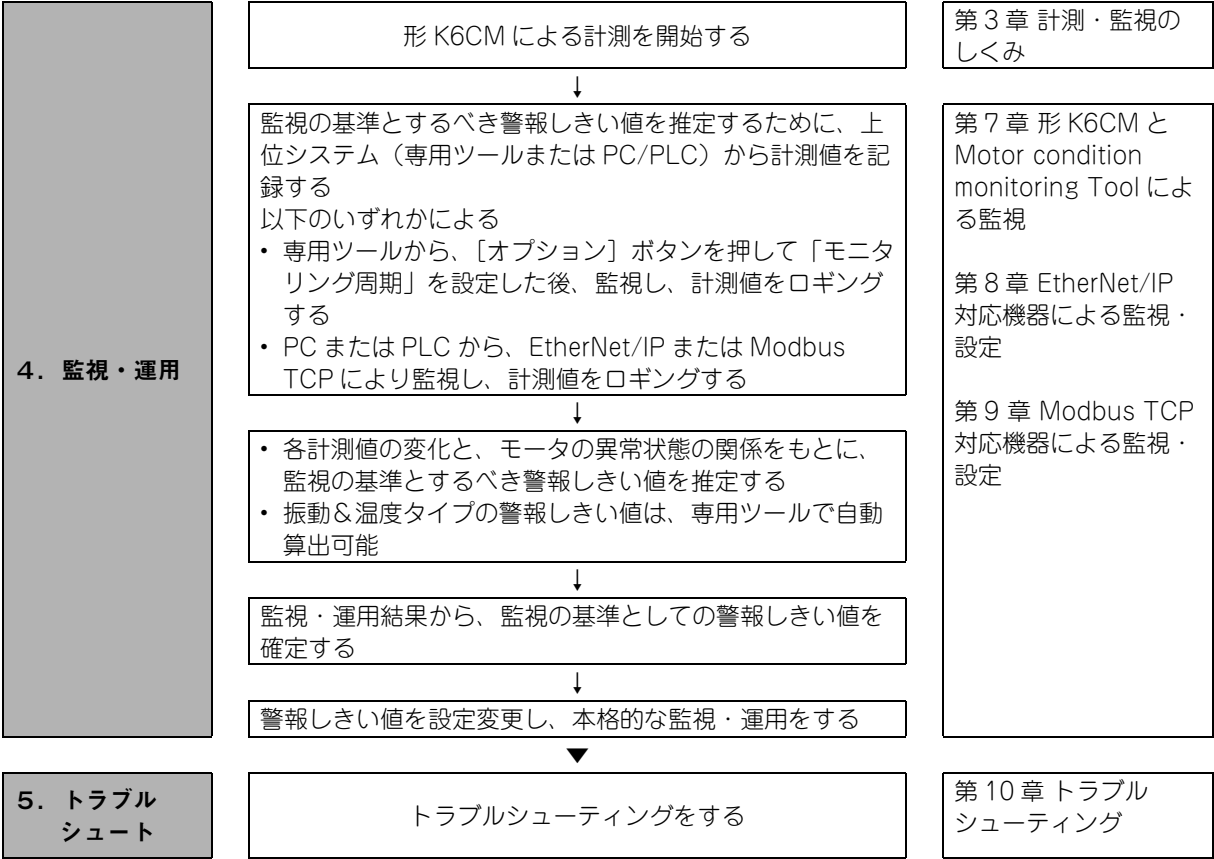 4．監視・運用
形 K6CM による計測を開始する
第 3 章 計測・監視の
しくみ
↓
監視の基準とするべき警報しきい値を推定するために、上
位システム（専用ツールまたは PC/PLC）から計測値を記
録する
以下のいずれかによる
• 専用ツールから、［オプション］ボタンを押して「モニタ
リング周期」を設定した後、監視し、計測値をロギング
する
• PC または PLC から、EtherNet/IP または Modbus
TCP により監視し、計測値をロギングする
第 7 章 形 K6CM と
Motor condition
monitoring Tool によ
る監視
第 8 章 EtherNet/IP
対応機器による監視・
設定
第 9 章 Modbus TCP
対応機器による監視・
設定
↓
• 各計測値の変化と、モータの異常状態の関係をもとに、
監視の基準とするべき警報しきい値を推定する
• 振動＆温度タイプの警報しきい値は、専用ツールで自動
算出可能
↓
監視・運用結果から、監視の基準としての警報しきい値を
確定する
↓
警報しきい値を設定変更し、本格的な監視・運用をする
▼
5．トラブル
シュート
トラブルシューティングをする
第 10 章 トラブル
シューティング